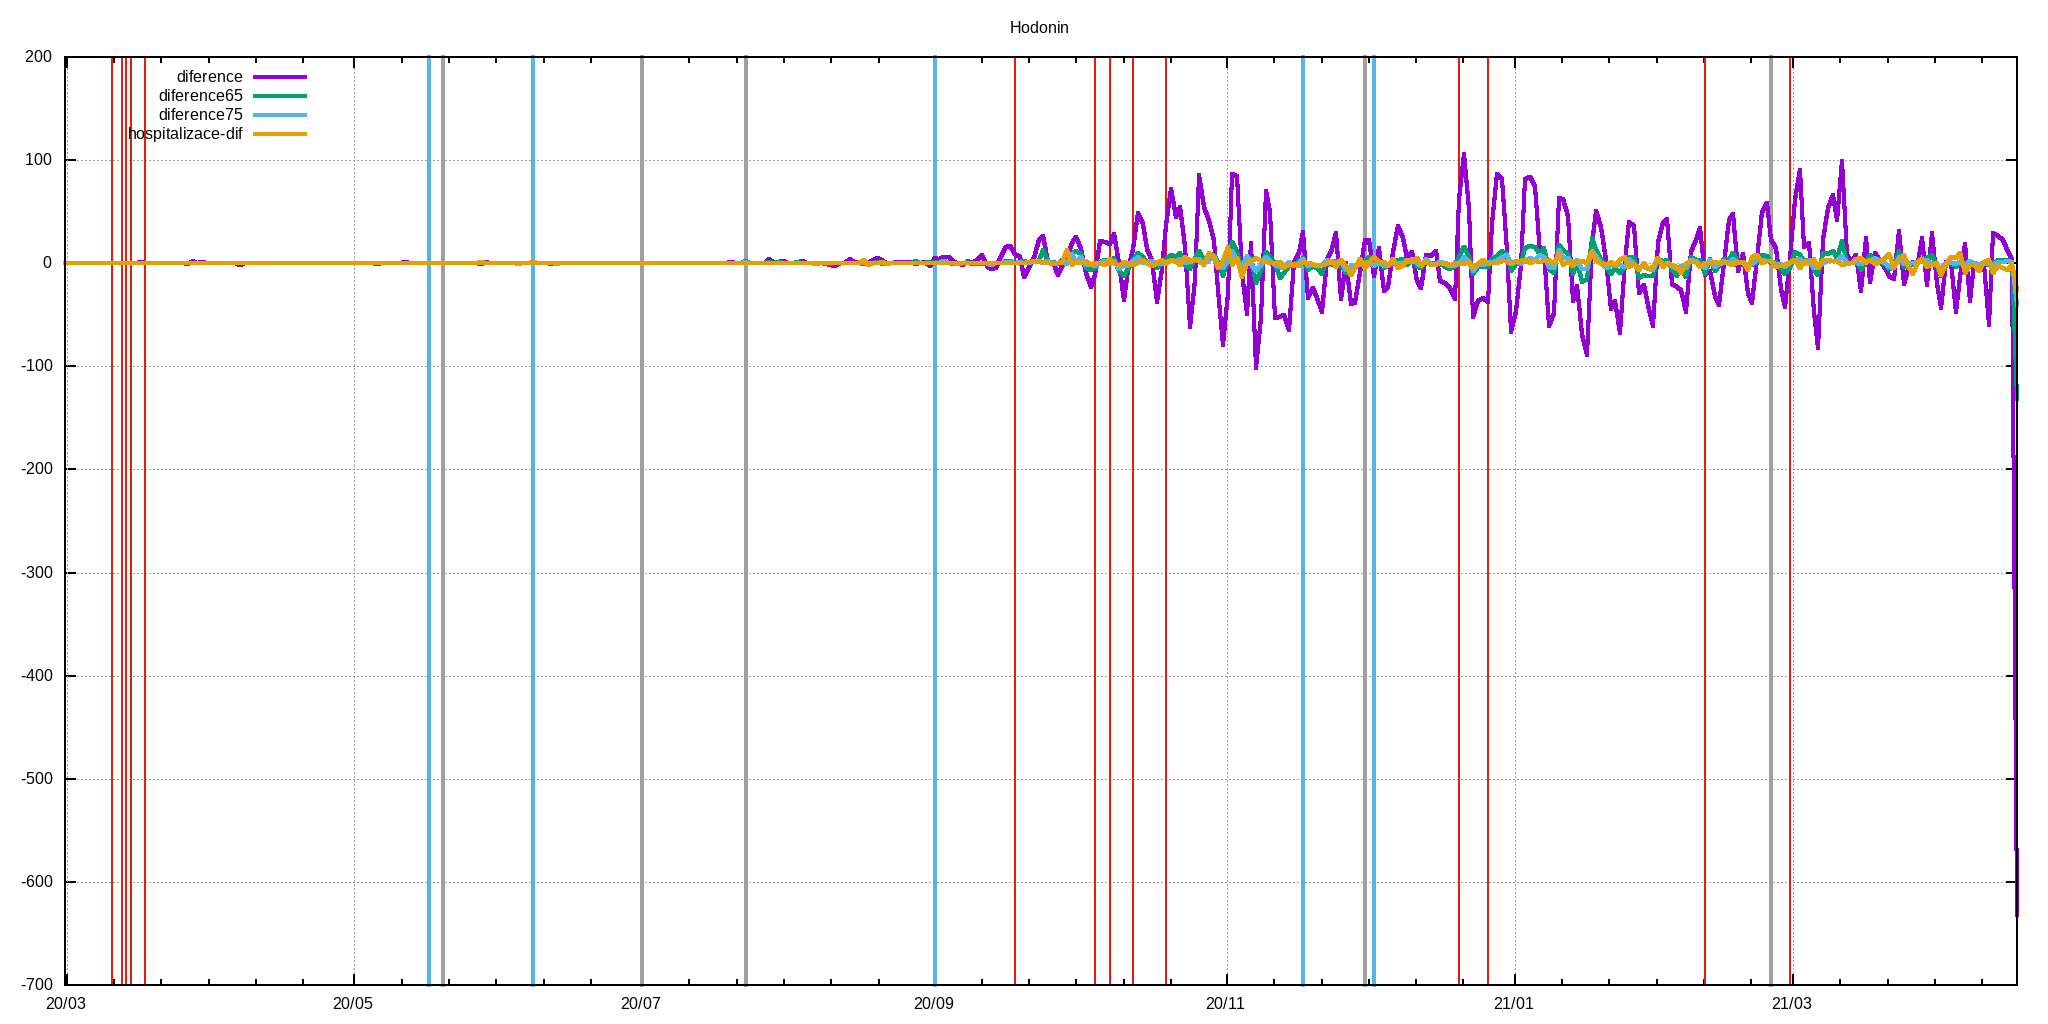 Hodonin
200
diference
diference65
diference75
hospitalizace-dif
100
0
-100
-200
-300
-400
-500
-600
-700
20/03 20/05 20/07 20/09 20/11 21/01 21/03